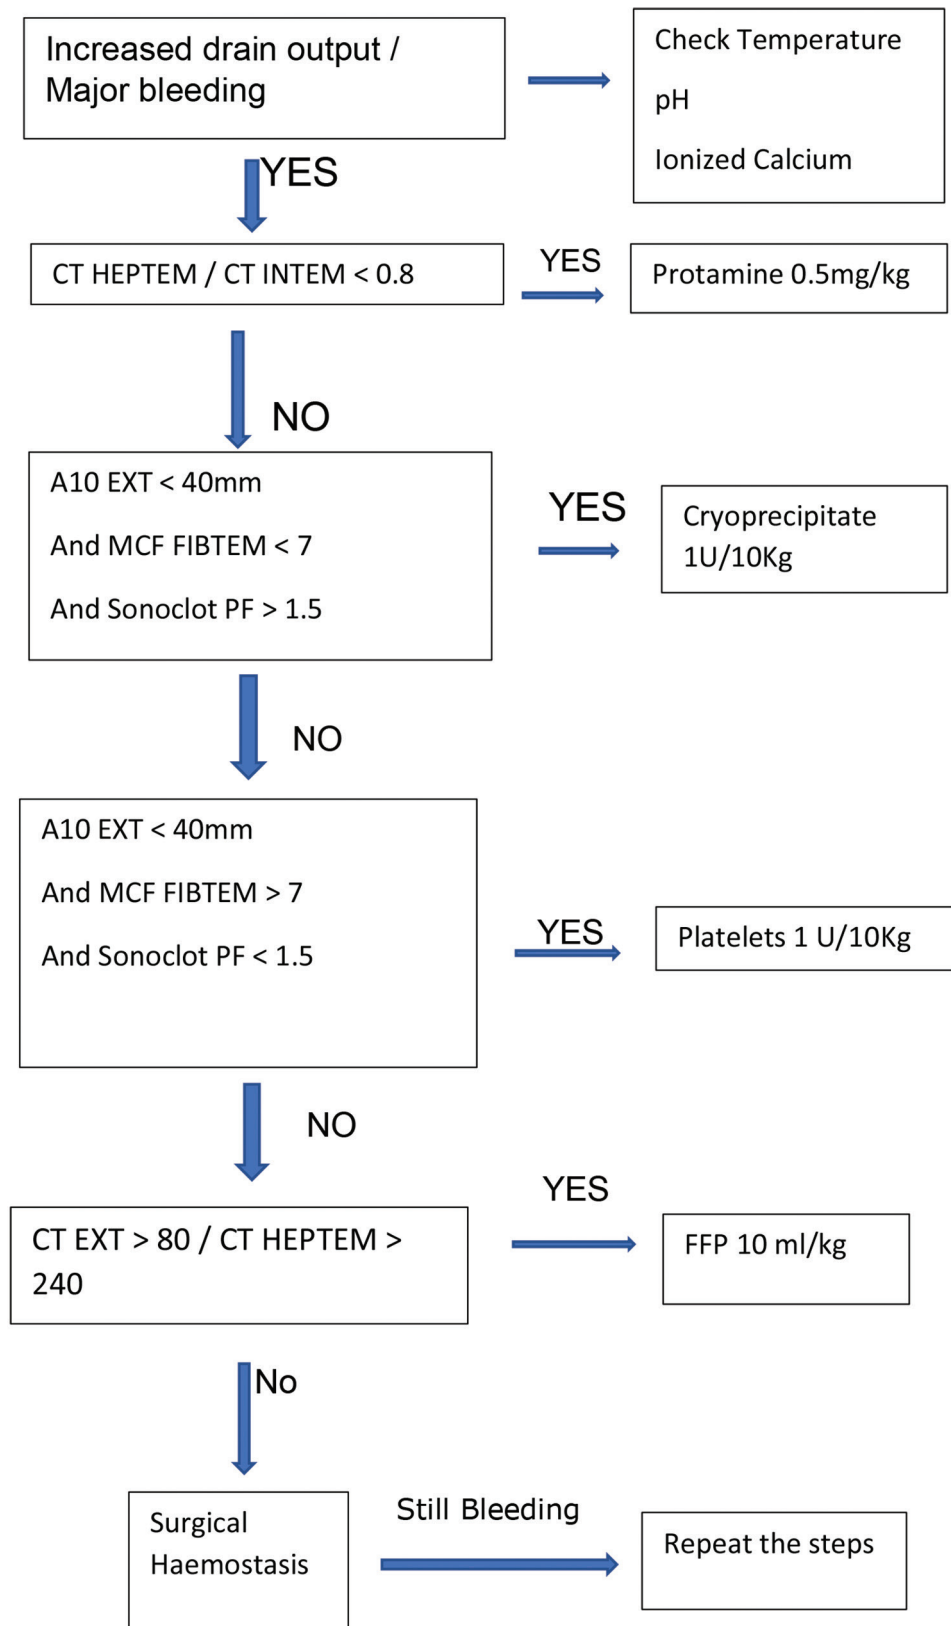 Increased drain output /
Major bleeding
Check Temperature
pH
Ionized Calcium
YES
CT HEPTEM / CT INTEM < 0.8
YES
Protamine 0.5mg/kg
NO
A10 EXT < 40mm
And MCF FIBTEM < 7
And Sonoclot PF > 1.5
YES
Cryoprecipitate
1U/10Kg
NO
A10 EXT < 40mm
And MCF FIBTEM > 7
And Sonoclot PF < 1.5
YES
Platelets 1 U/10Kg
NO
CT EXT > 80 / CT HEPTEM >
240
YES
FFP 10 ml/kg
No
Surgical
Haemostasis
Still Bleeding
Repeat the steps